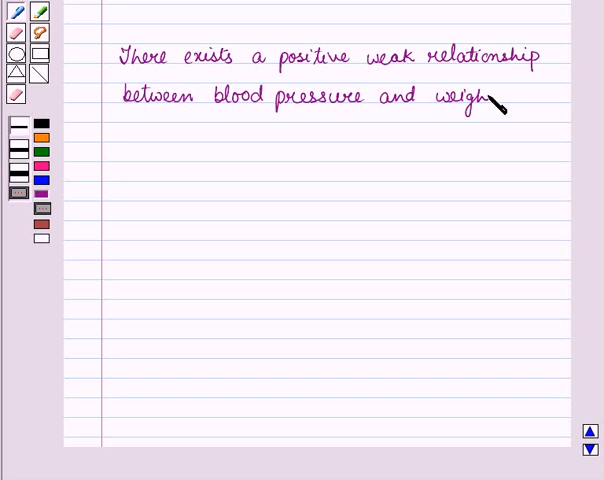 There exists a positive weak relationship
between blood pressure and weigh